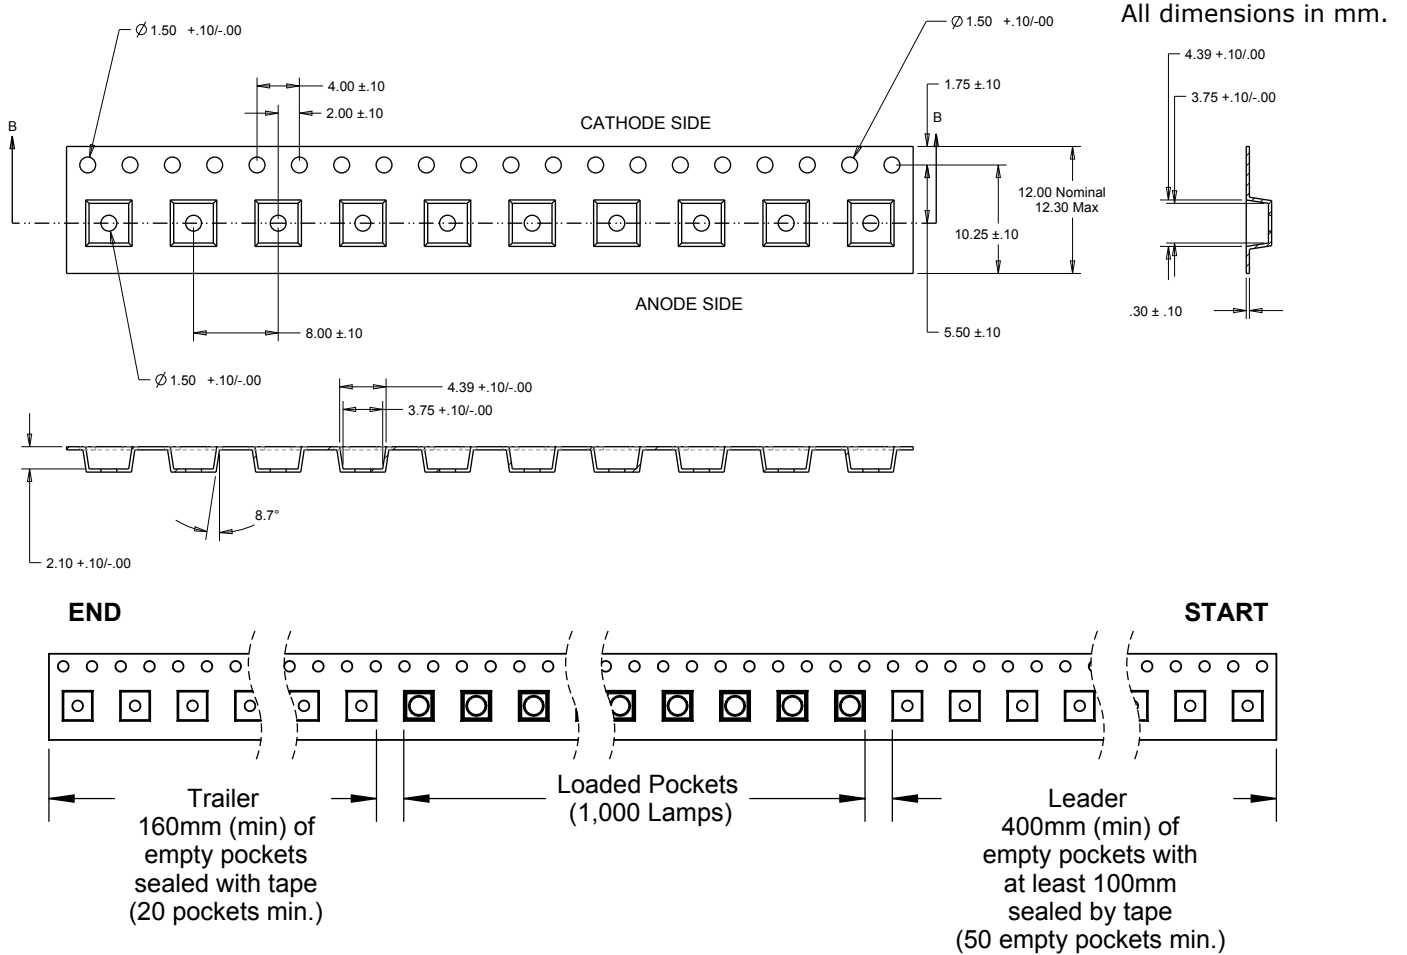 All dimensions in mm.
∅ 1.50 +.10/-.00
∅ 1.50 +.10/-00
4.39 +.10/.00
4.00 ±.10
1.75 ±.10
3.75 +.10/-.00
2.00 ±.10
B
CATHODE SIDE
B
12.00 Nominal
12.30 Max
10.25 ±.10
ANODE SIDE
.30 ± .10
8.00 ±.10
5.50 ±.10
∅ 1.50 +.10/-.00
4.39 +.10/-.00
3.75 +.10/-.00
8.7°
2.10 +.10/-.00
END
START
Trailer
160mm (min) of
empty pockets
sealed with tape
(20 pockets min.)
Loaded Pockets
(1,000 Lamps)
Leader
400mm (min) of
empty pockets with
at least 100mm
sealed by tape
(50 empty pockets min.)